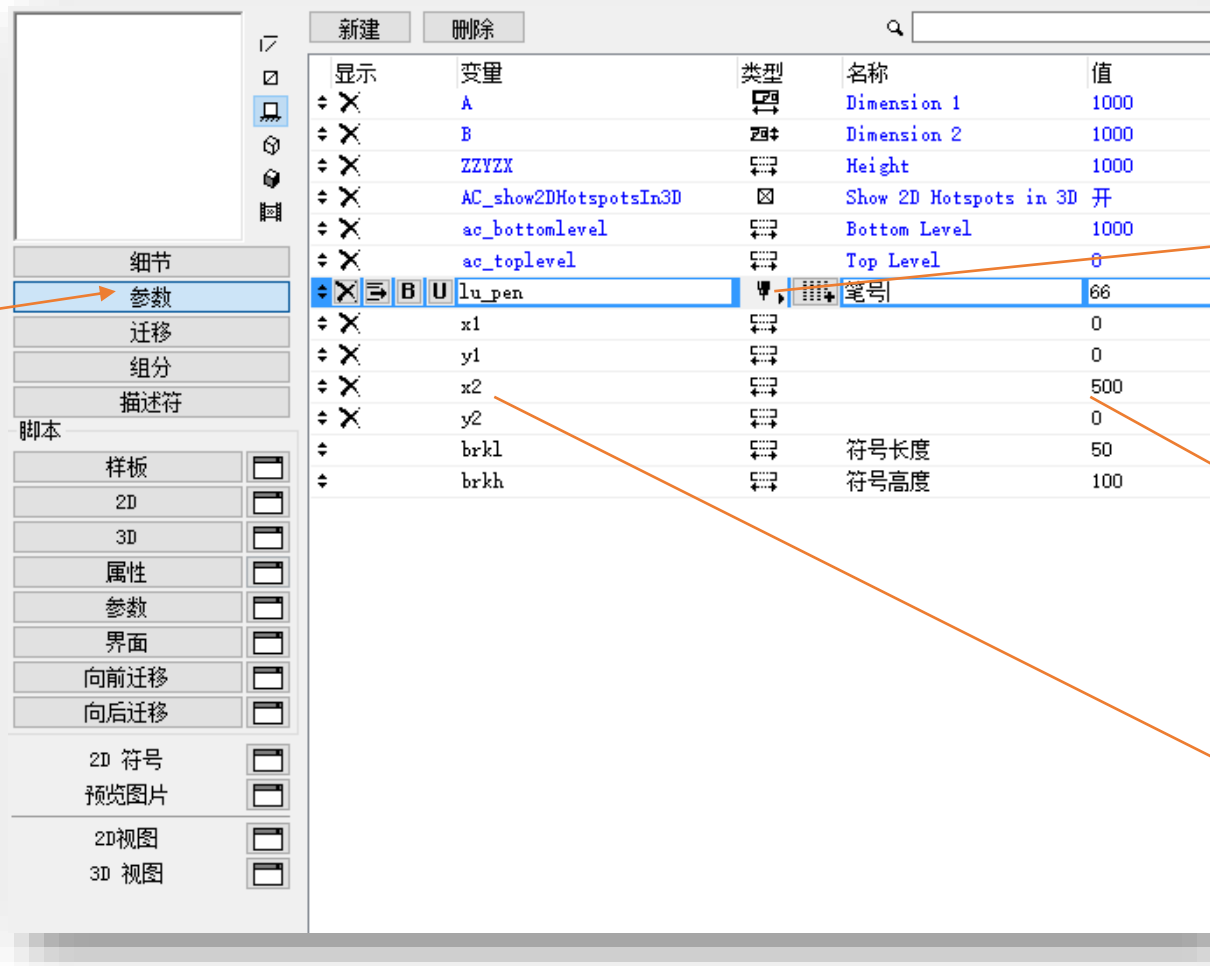 新建 删除
显示 变量 类型 名称 值
A Dimension 1 1000
B Dimension 2 1000
ZZYZX Height 1000
AC_show2DHotspotsIn3D Show 2D Hotspots in 3D 开
ac_bottomlevel Bottom Level 1000
ac_toplevel Top Level 0
B U lu_pen 笔号 66
x1 0
y1 0
x2 500
y2 0
brkl 符号长度 50
brkh 符号高度 100
细节
参数
迁移
组分
描述符
脚本
样板
2D
3D
属性
参数
界面
向前迁移
向后迁移
2D 符号
预览图片
2D视图
3D 视图